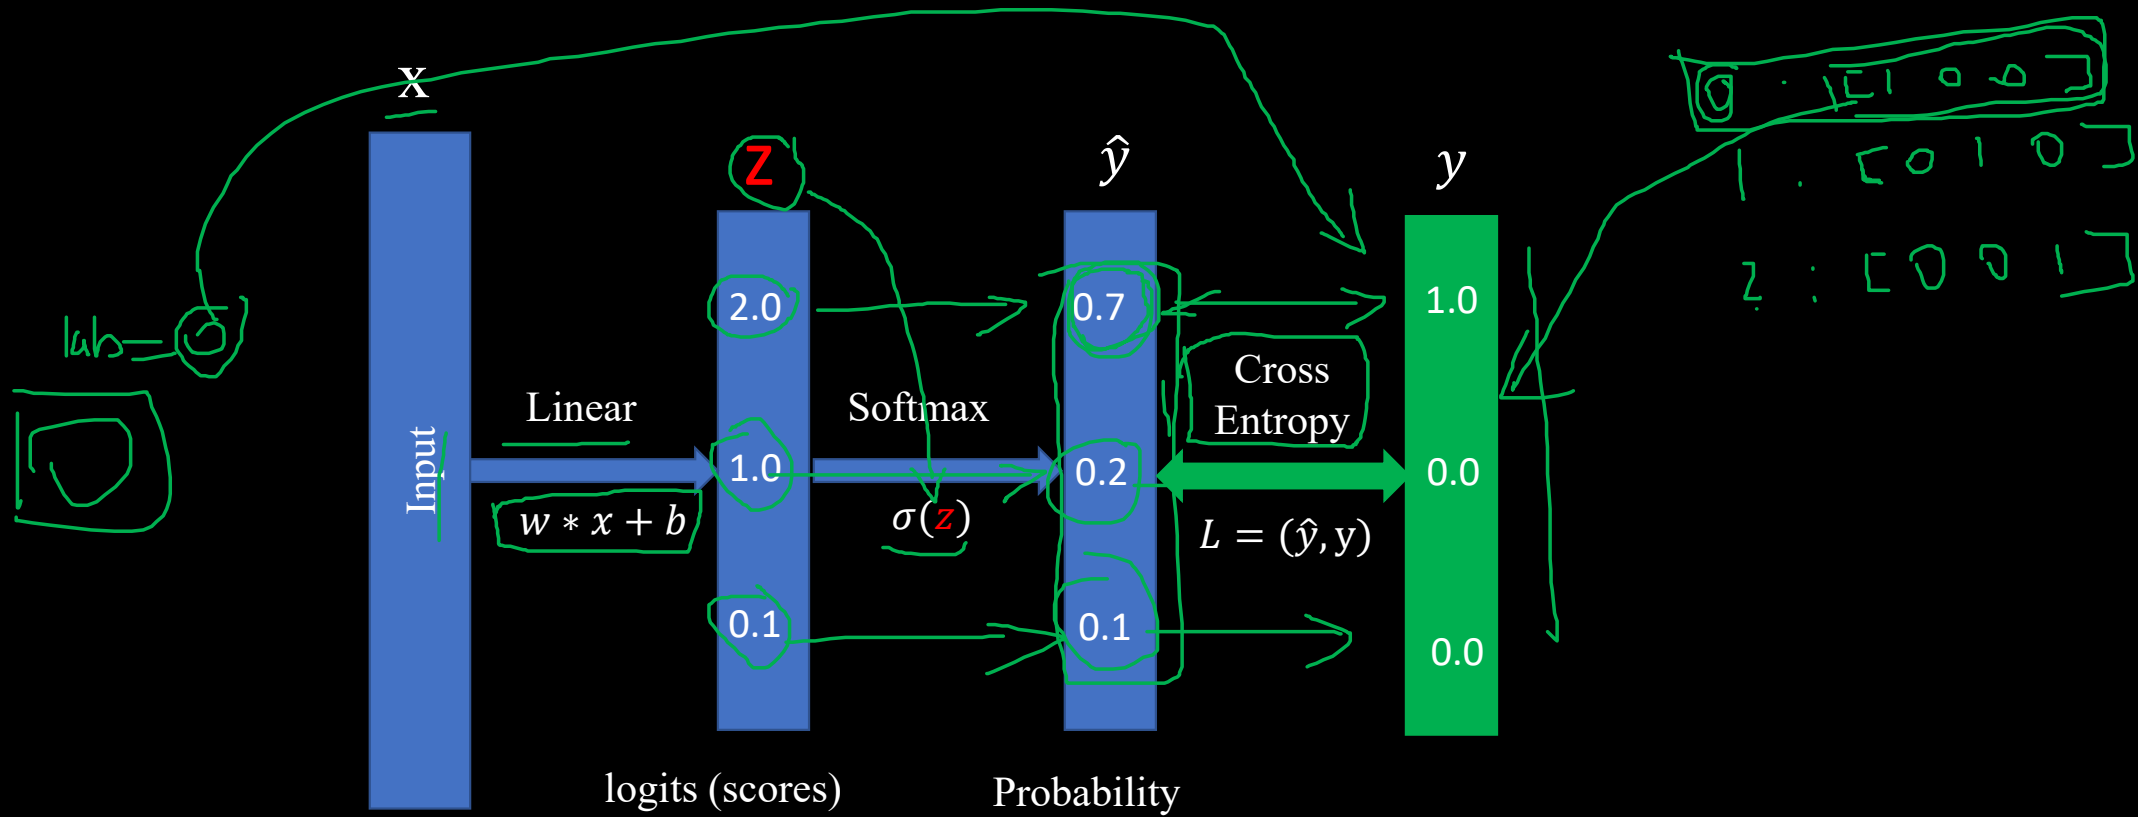 x
0 . 1 [ 1 0 0 ]
1 . [ 0 1 0 ]
2 : [ 0 0 1 ]
Z
ŷ
y
2.0
0.7
1.0
Cross
Entropy
Linear
Softmax
Input
1.0
0.2
0.0
w ∗ x + b
σ(z)
L = (ŷ, y)
0.1
0.1
0.0
logits (scores)
Probability